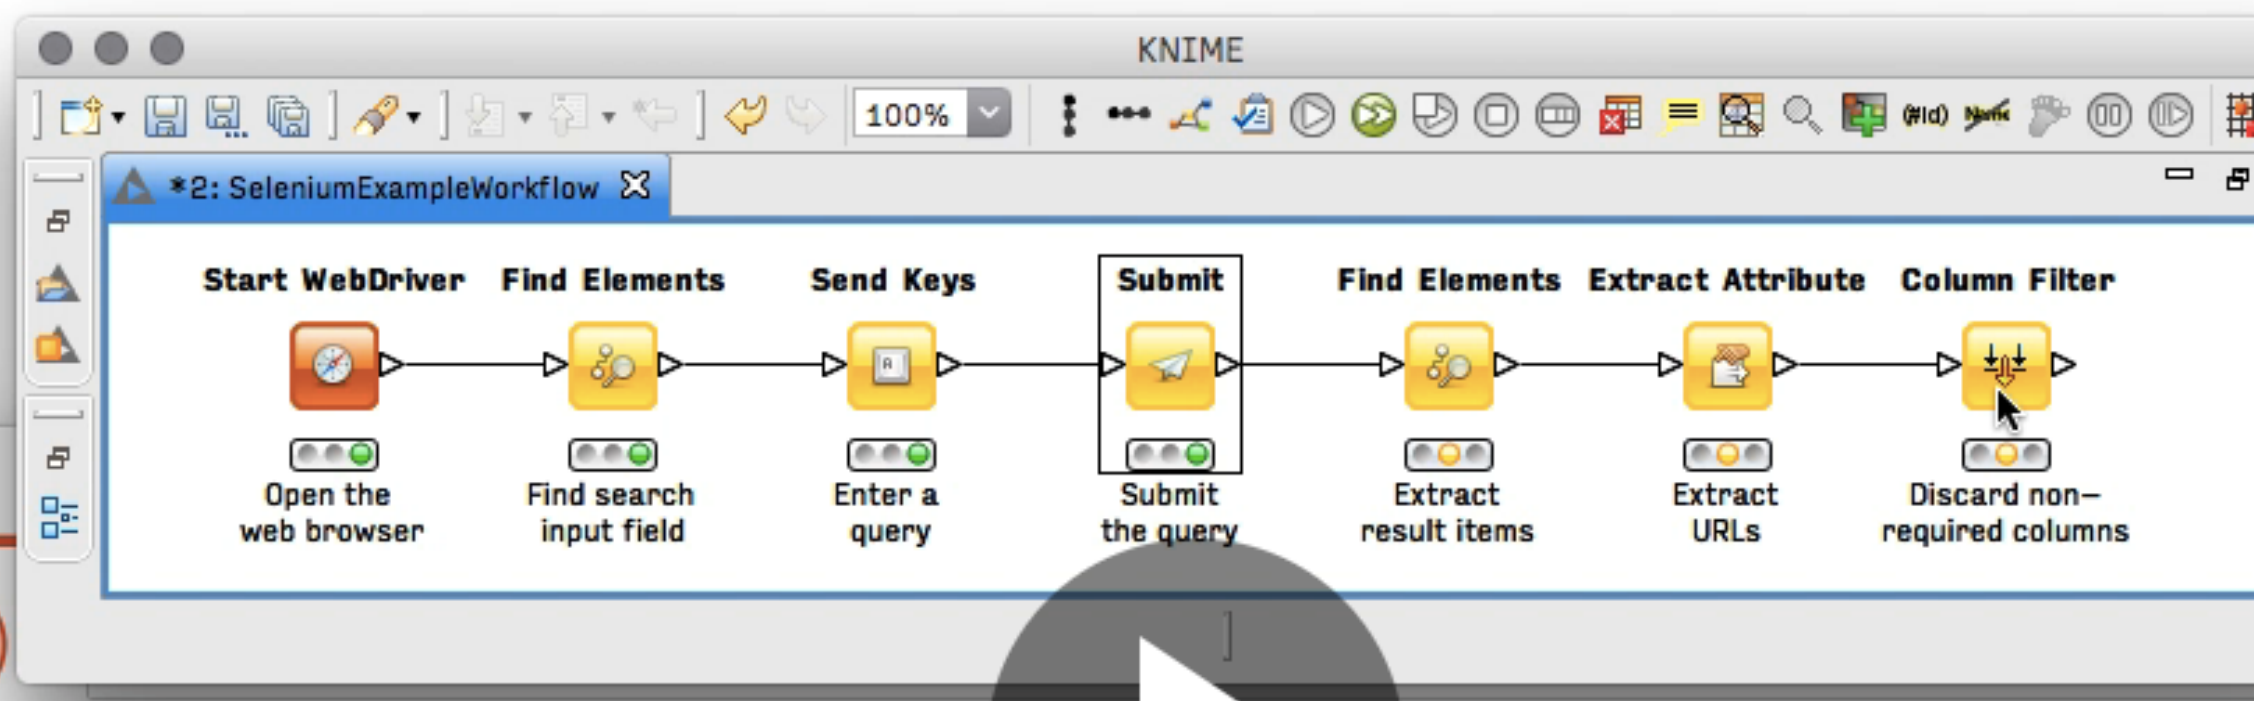 KNIME
100%
(#Id)
Name
*2: SeleniumExampleWorkflow
Start WebDriver
Find Elements
Send Keys
Submit
Find Elements
Extract Attribute
Column Filter
A
Open the
web browser
Find search
input field
Enter a
query
Submit
the query
Extract
result items
Extract
URLs
Discard non–
required columns